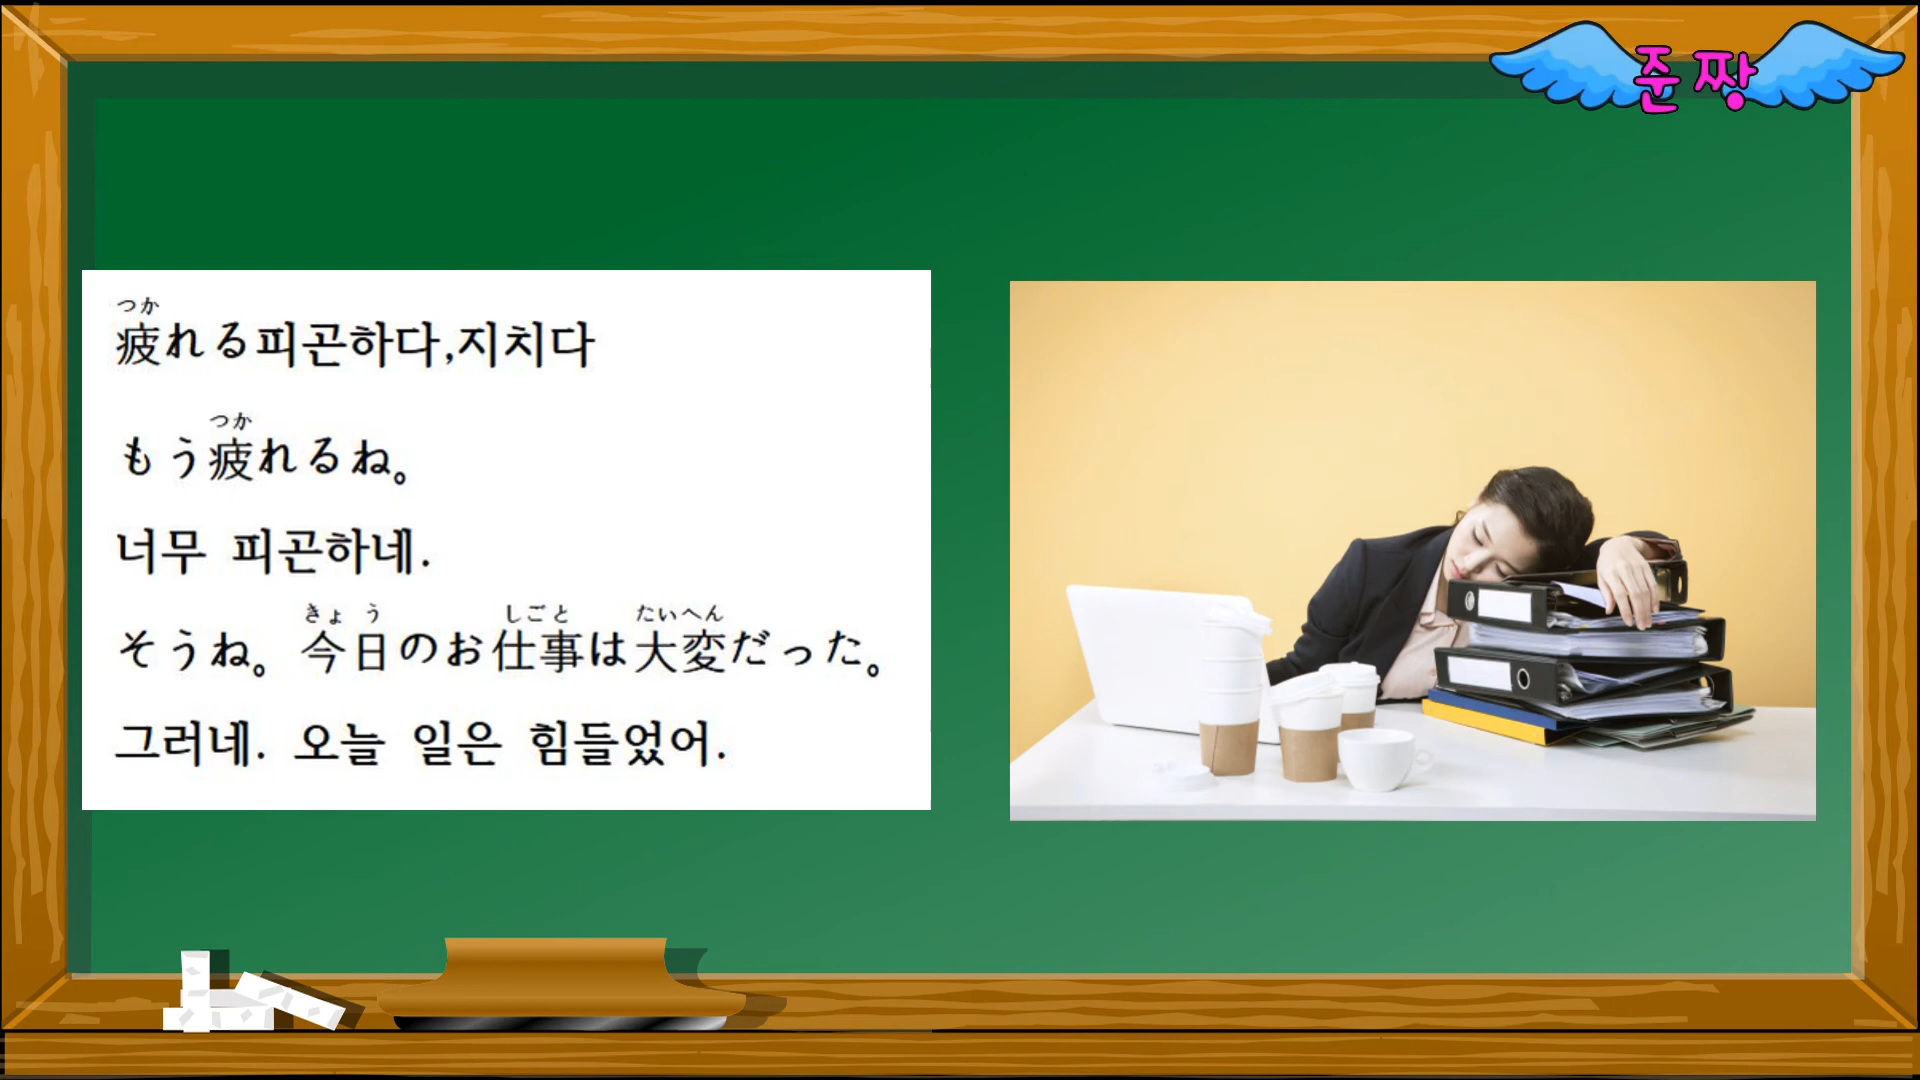 준짱
つか
疲れる피곤하다,지치다
つか
もう疲れるね。
너무 피곤하네.
きょう しごと たいへん
そうね。今日のお仕事は大変だった。
그러네. 오늘 일은 힘들었어.